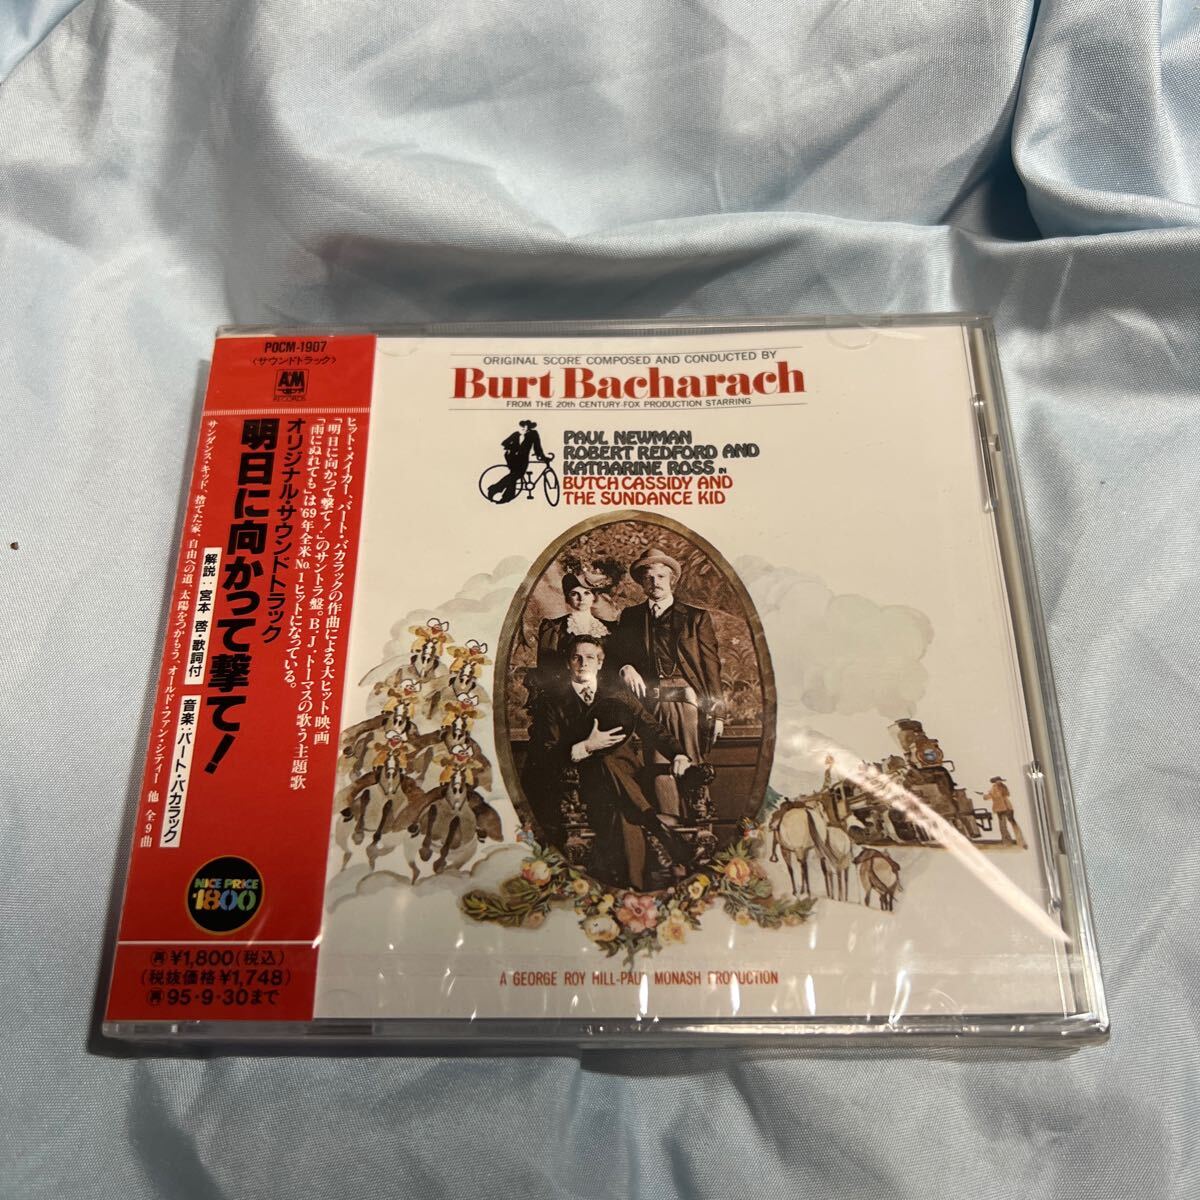 POCM-1907
〈サウンドトラック〉
A&M
RECORDS
ヒット・メイカー、バート・バカラックの作曲による大ヒット映画
「明日に向かって撃て!」のサントラ盤。B.J.トーマスの歌う主題歌
「雨にぬれても」は'69年全米No.1ヒットになっている。
オリジナル・サウンドトラック
明日に向かって撃て!
解説:宮本 啓・歌詞付
音楽:バート・バカラック
サンダンス・キッド、捨てた家、自由への道、太陽をつかもう、オールド・ファン・シティー 他 全9曲
NICE PRICE
¥1800
再¥1,800(税込)
(税抜価格¥1,748)
再95・9・30まで
ORIGINAL SCORE COMPOSED AND CONDUCTED BY
Burt Bacharach
FROM THE 20th CENTURY-FOX PRODUCTION STARRING
PAUL NEWMAN
ROBERT REDFORD AND
KATHARINE ROSS IN
BUTCH CASSIDY AND
THE SUNDANCE KID
A GEORGE ROY HILL-PAUL MONASH PRODUCTION